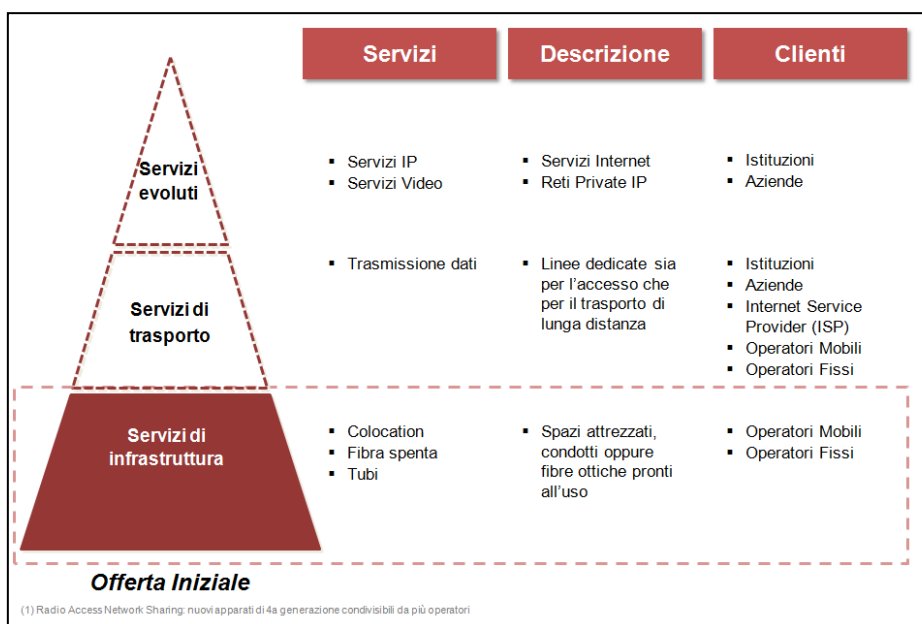 Servizi
Descrizione
Clienti
Servizi
evoluti
▪ Servizi IP
▪ Servizi Video
▪ Servizi Internet
▪ Reti Private IP
▪ Istituzioni
▪ Aziende
Servizi di
trasporto
▪ Trasmissione dati
▪ Linee dedicate sia
per l'accesso che
per il trasporto di
lunga distanza
▪ Istituzioni
▪ Aziende
▪ Internet Service
Provider (ISP)
▪ Operatori Mobili
▪ Operatori Fissi
Servizi di
infrastruttura
▪ Colocation
▪ Fibra spenta
▪ Tubi
▪ Spazi attrezzati,
condotti oppure
fibre ottiche pronti
all'uso
▪ Operatori Mobili
▪ Operatori Fissi
Offerta Iniziale
(1) Radio Access Network Sharing: nuovi apparati di 4a generazione condivisibili da più operatori